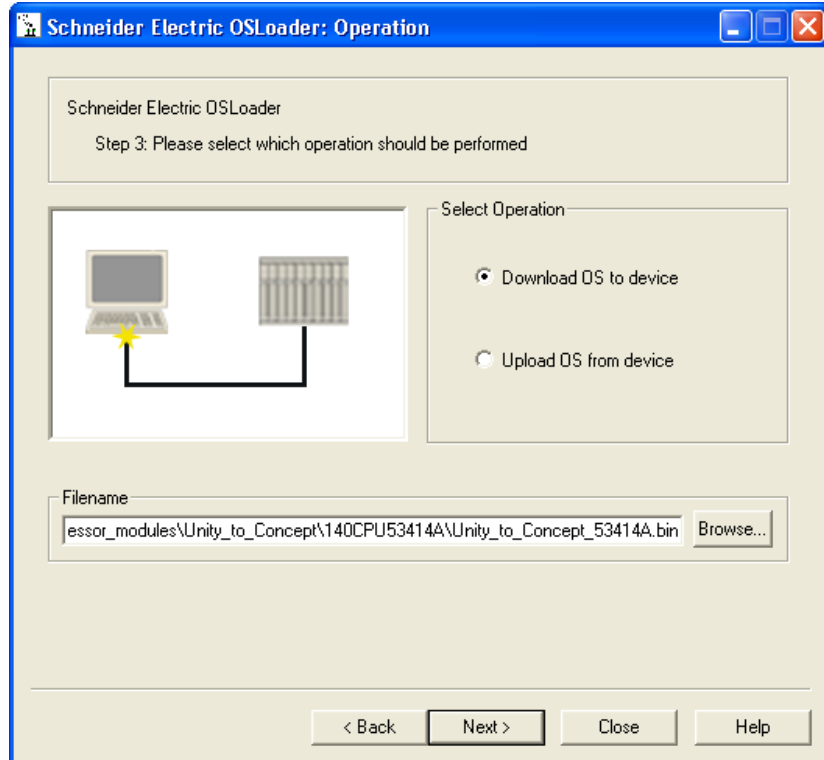 Schneider Electric OSLoader: Operation
Schneider Electric OSLoader
Step 3: Please select which operation should be performed
Select Operation
Download OS to device
Upload OS from device
Filename
essor_modules\Unity_to_Concept\140CPU53414A\Unity_to_Concept_53414A.bin
Browse...
< Back
Next >
Close
Help